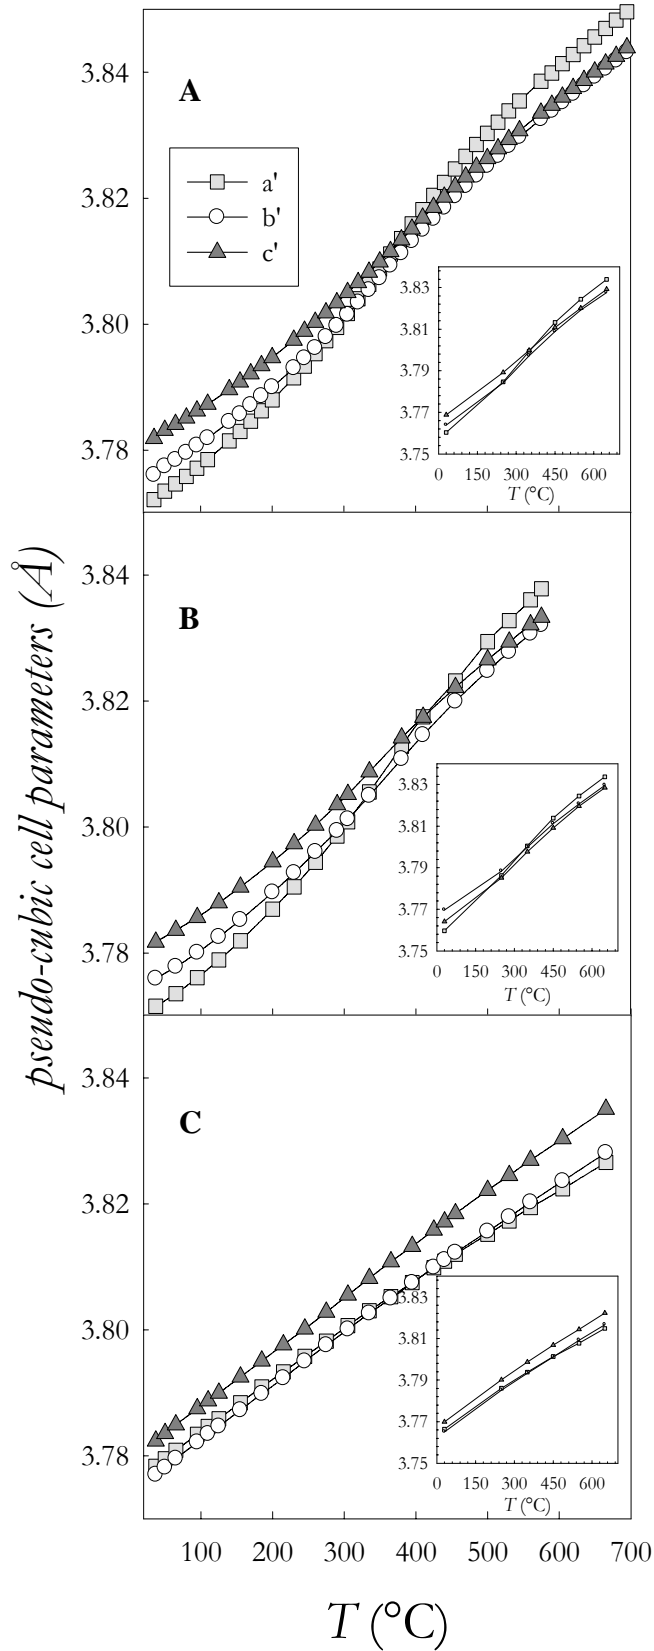 pseudo-cubic cell parameters (Å)
A
3.84
3.82
3.80
3.78
a'
b'
c'
3.83
3.81
3.79
3.77
3.75
0 150 300 450 600
T (°C)
B
3.84
3.82
3.80
3.78
3.83
3.81
3.79
3.77
3.75
0 150 300 450 600
T (°C)
C
3.84
3.82
3.80
3.78
3.83
3.81
3.79
3.77
3.75
0 150 300 450 600
T (°C)
100 200 300 400 500 600 700
T (°C)